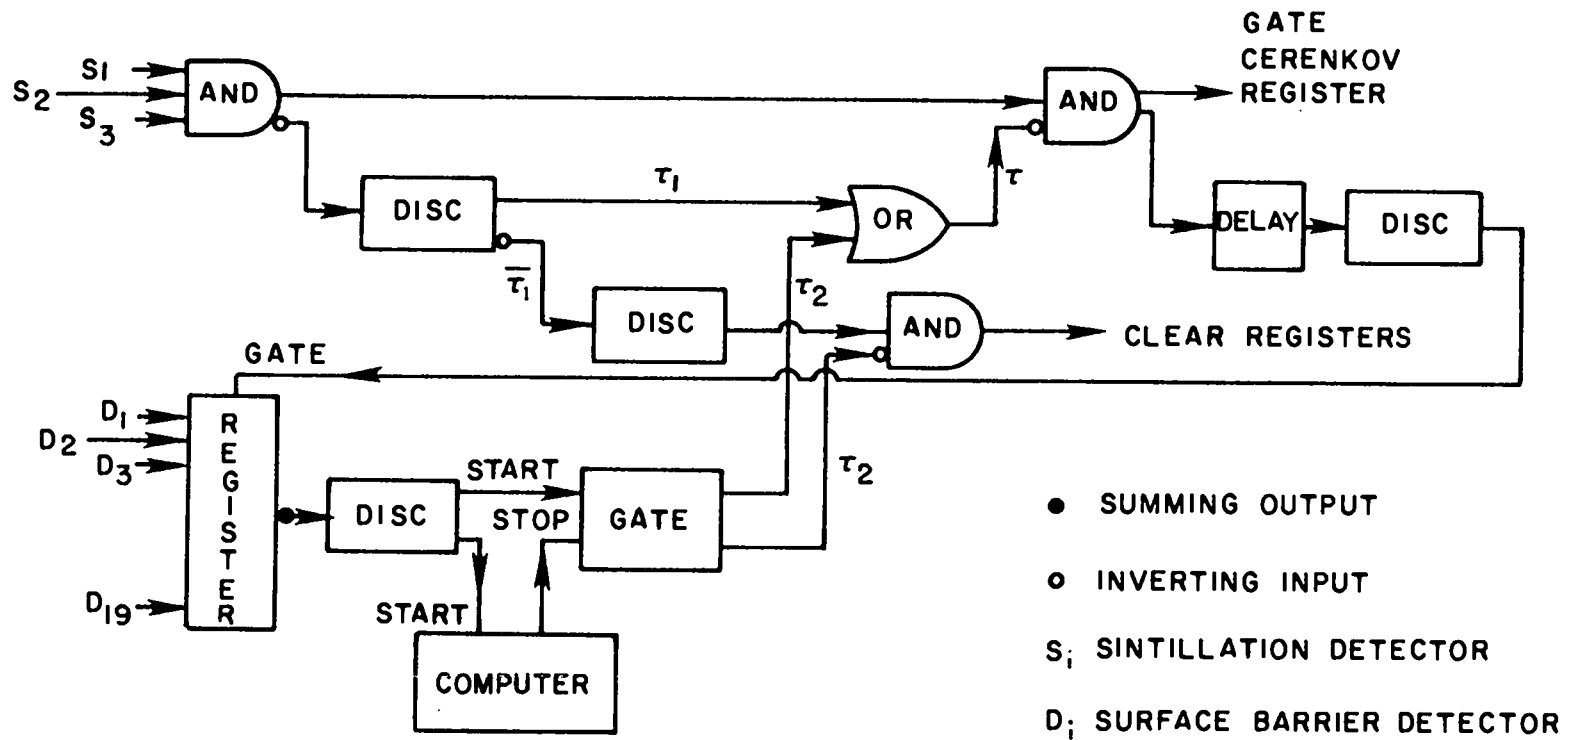 GATE
CERENKOV
REGISTER
S1
S2
S3
AND
AND
DISC
τ1
OR
τ
DELAY
DISC
τ̅1
DISC
τ2
AND
CLEAR REGISTERS
GATE
D1
D2
D3
D19
REGISTER
DISC
START
STOP
GATE
τ2
START
COMPUTER
● SUMMING OUTPUT
○ INVERTING INPUT
Si SINTILLATION DETECTOR
Di SURFACE BARRIER DETECTOR